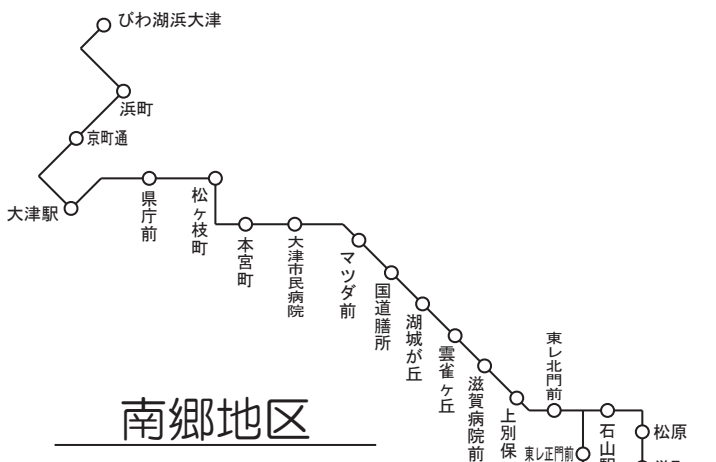 びわ湖浜大津
浜町
京町通
大津駅
県庁前
松ヶ枝町
本宮町
大津市民病院
マツダ前
国道膳所
湖城が丘
雲雀ヶ丘
滋賀病院前
上別保
東レ北門前
東レ正門前
石山駅
松原
南郷地区